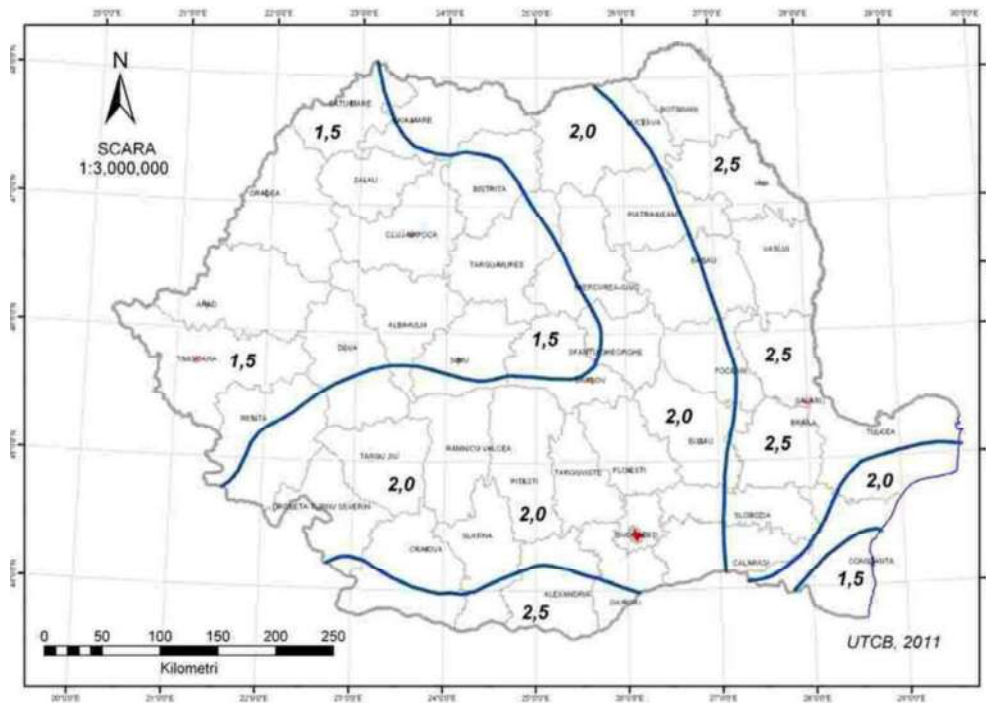 N
SCARA
1:3.000,000
1,5
2,0
2,5
SATU MARE
BAIA MARE
SUCEAVA
BOTOSANI
ORADEA
ZALAU
BISTRITA
CLUJ-NAPOCA
PIATRA NEAMT
VASLUI
BACAU
TARGU-MURES
MIERCUREA-CIUC
ARAD
ALBA IULIA
DEVA
SIBIU
1,5
SFANTU GHEORGHE
2,5
TIMISOARA
1,5
BRASOV
FOCSANI
GALATI
RESITA
2,0
BUZAU
2,5
BRAILA
TULCEA
TARGU JIU
RAMNICU VALCEA
TARGOVISTE
PLOIESTI
PITESTI
2,0
2,0
2,0
DROBETA-TURNU SEVERIN
SLATINA
SLOBOZIA
CRAIOVA
CALARASI
CONSTANTA
1,5
ALEXANDRIA
2,5
GIURGIU
0 50 100 150 200 250
Kilometri
UTCB, 2011